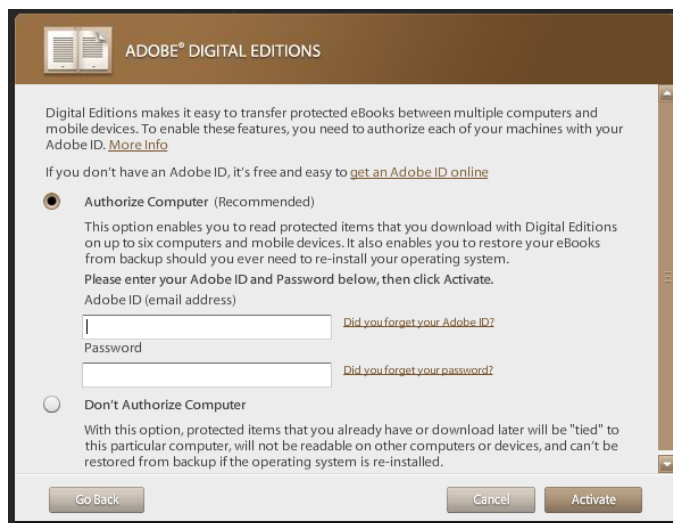 ADOBE® DIGITAL EDITIONS
Digital Editions makes it easy to transfer protected eBooks between multiple computers and
mobile devices. To enable these features, you need to authorize each of your machines with your
Adobe ID. More Info
If you don't have an Adobe ID, it's free and easy to get an Adobe ID online
Authorize Computer (Recommended)
This option enables you to read protected items that you download with Digital Editions
on up to six computers and mobile devices. It also enables you to restore your eBooks
from backup should you ever need to re-install your operating system.
Please enter your Adobe ID and Password below, then click Activate.
Adobe ID (email address)
Did you forget your Adobe ID?
Password
Did you forget your password?
Don't Authorize Computer
With this option, protected items that you already have or download later will be "tied" to
this particular computer, will not be readable on other computers or devices, and can't be
restored from backup if the operating system is re-installed.
Go Back Cancel Activate